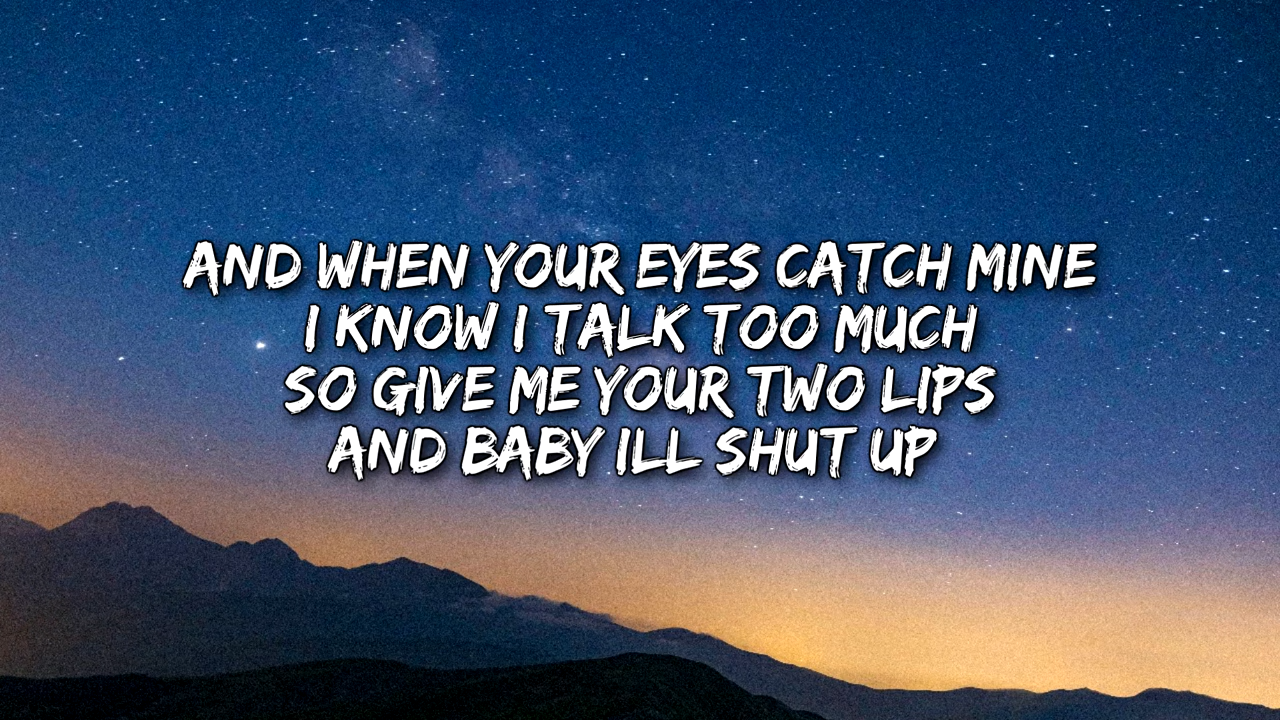 AND WHEN YOUR EYES CATCH MINE
I KNOW I TALK TOO MUCH
SO GIVE ME YOUR TWO LIPS
AND BABY ILL SHUT UP